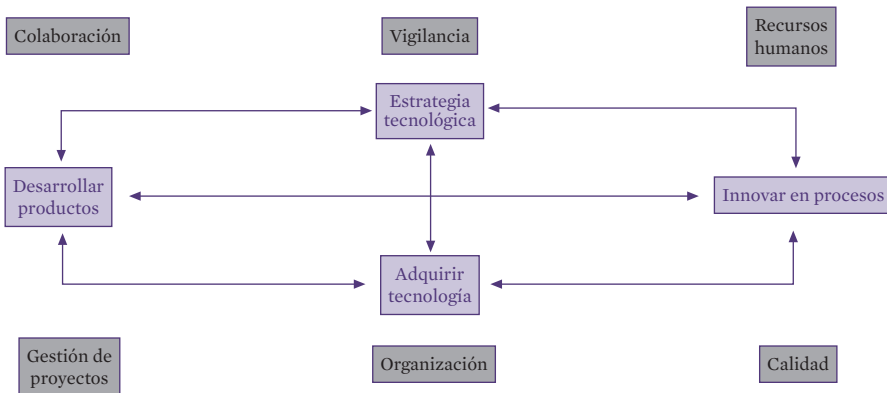 Colaboración
Vigilancia
Recursos
humanos
Estrategia
tecnológica
Desarrollar
productos
Innovar en procesos
Adquirir
tecnología
Gestión de
proyectos
Organización
Calidad